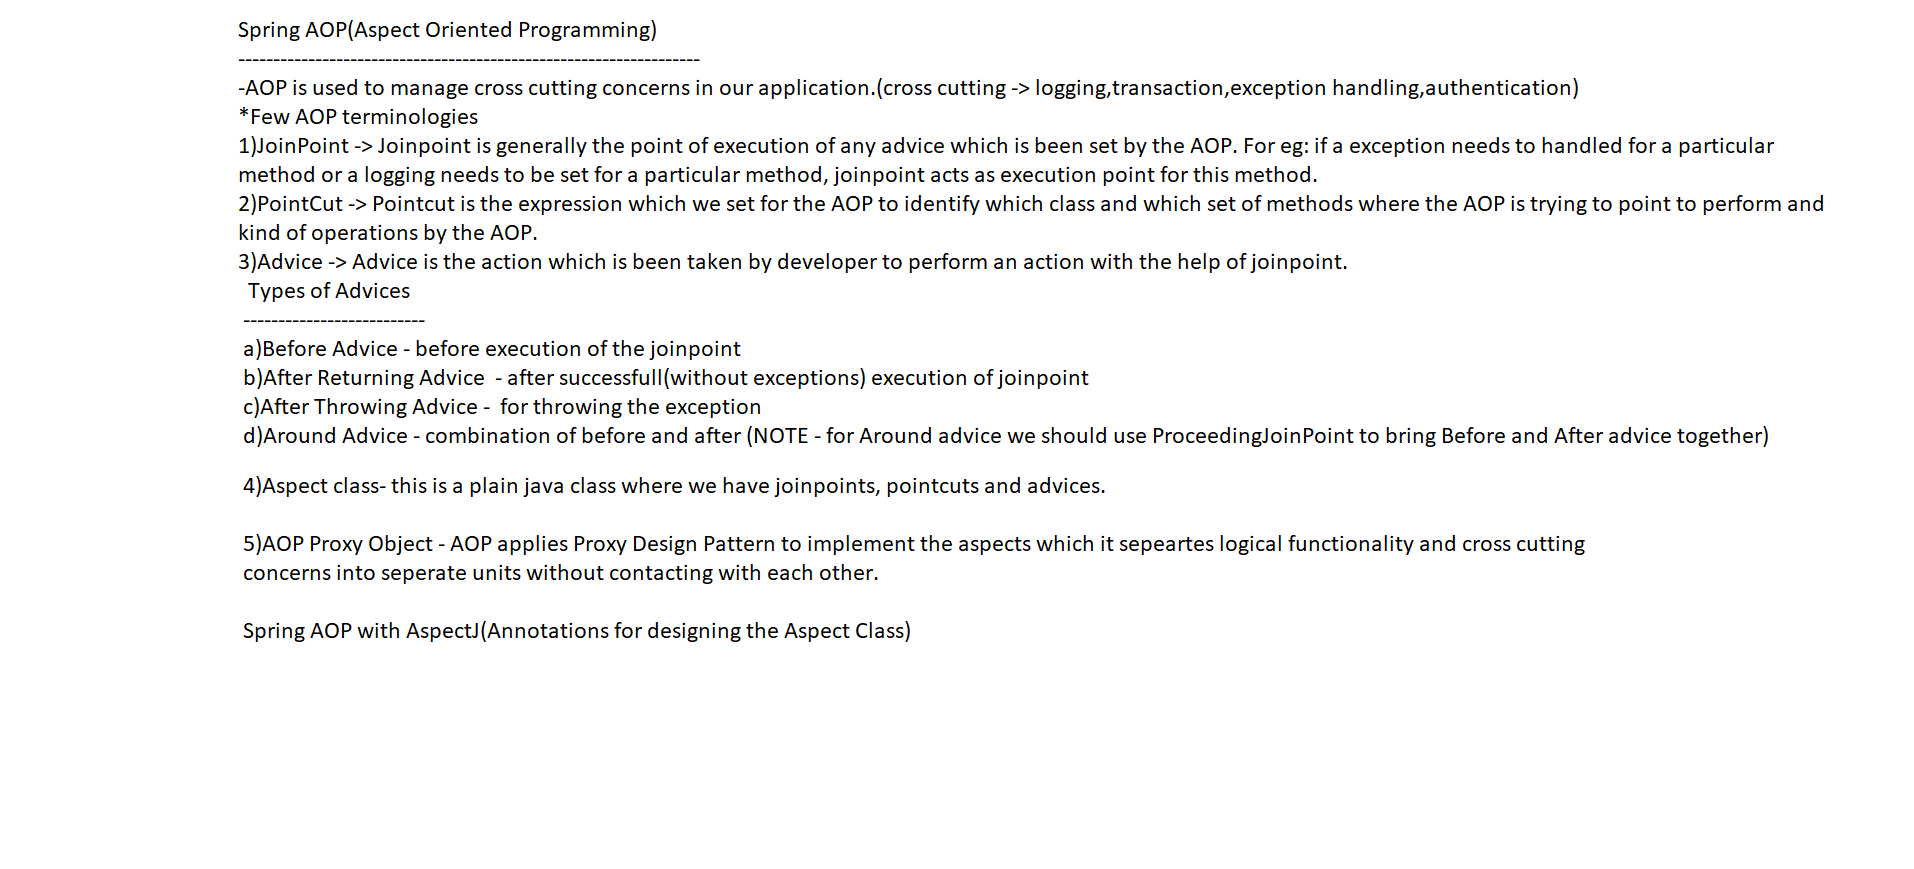 Spring AOP(Aspect Oriented Programming)
------------------------------------------------------------------
-AOP is used to manage cross cutting concerns in our application.(cross cutting -> logging,transaction,exception handling,authentication)
*Few AOP terminologies
1)JoinPoint -> Joinpoint is generally the point of execution of any advice which is been set by the AOP. For eg: if a exception needs to handled for a particular
method or a logging needs to be set for a particular method, joinpoint acts as execution point for this method.
2)PointCut -> Pointcut is the expression which we set for the AOP to identify which class and which set of methods where the AOP is trying to point to perform and
kind of operations by the AOP.
3)Advice -> Advice is the action which is been taken by developer to perform an action with the help of joinpoint.
Types of Advices
--------------------------
a)Before Advice - before execution of the joinpoint
b)After Returning Advice  - after successfull(without exceptions) execution of joinpoint
c)After Throwing Advice -  for throwing the exception
d)Around Advice - combination of before and after (NOTE - for Around advice we should use ProceedingJoinPoint to bring Before and After advice together)
4)Aspect class- this is a plain java class where we have joinpoints, pointcuts and advices.
5)AOP Proxy Object - AOP applies Proxy Design Pattern to implement the aspects which it sepeartes logical functionality and cross cutting
concerns into seperate units without contacting with each other.
Spring AOP with AspectJ(Annotations for designing the Aspect Class)